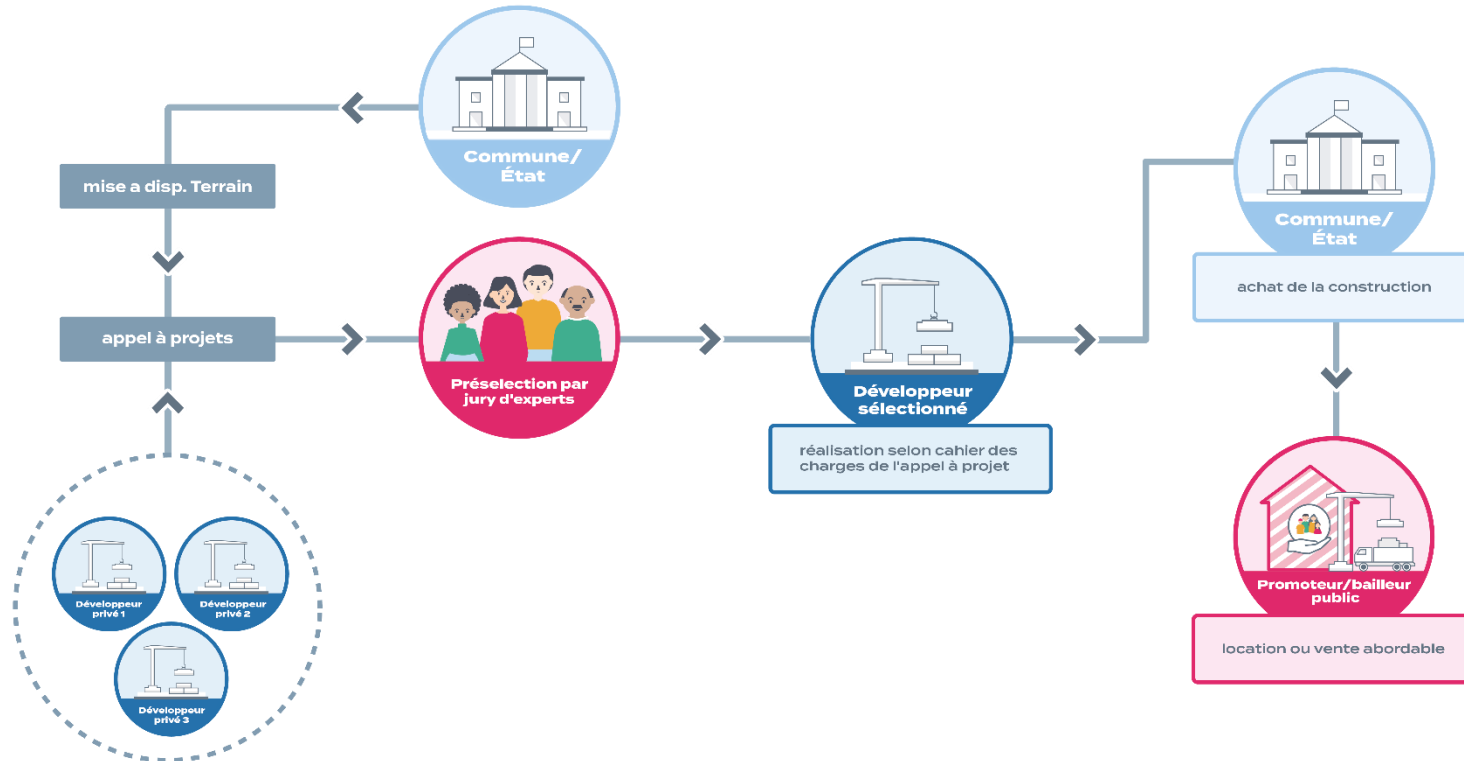 Commune/
État
mise a disp. Terrain
appel à projets
Préselection par
jury d'experts
Développeur
sélectionné
réalisation selon cahier des
charges de l'appel à projet
Commune/
État
achat de la construction
Promoteur/bailleur
public
location ou vente abordable
Développeur
privé 1
Développeur
privé 2
Développeur
privé 3